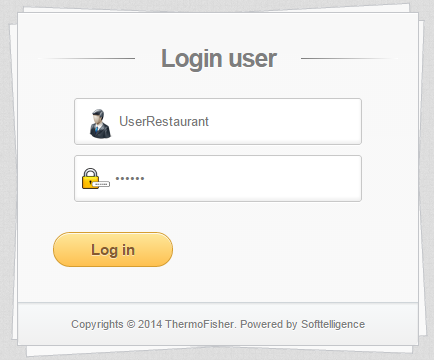 Login user
UserRestaurant
••••••
Log in
Copyrights © 2014 ThermoFisher. Powered by Softtelligence